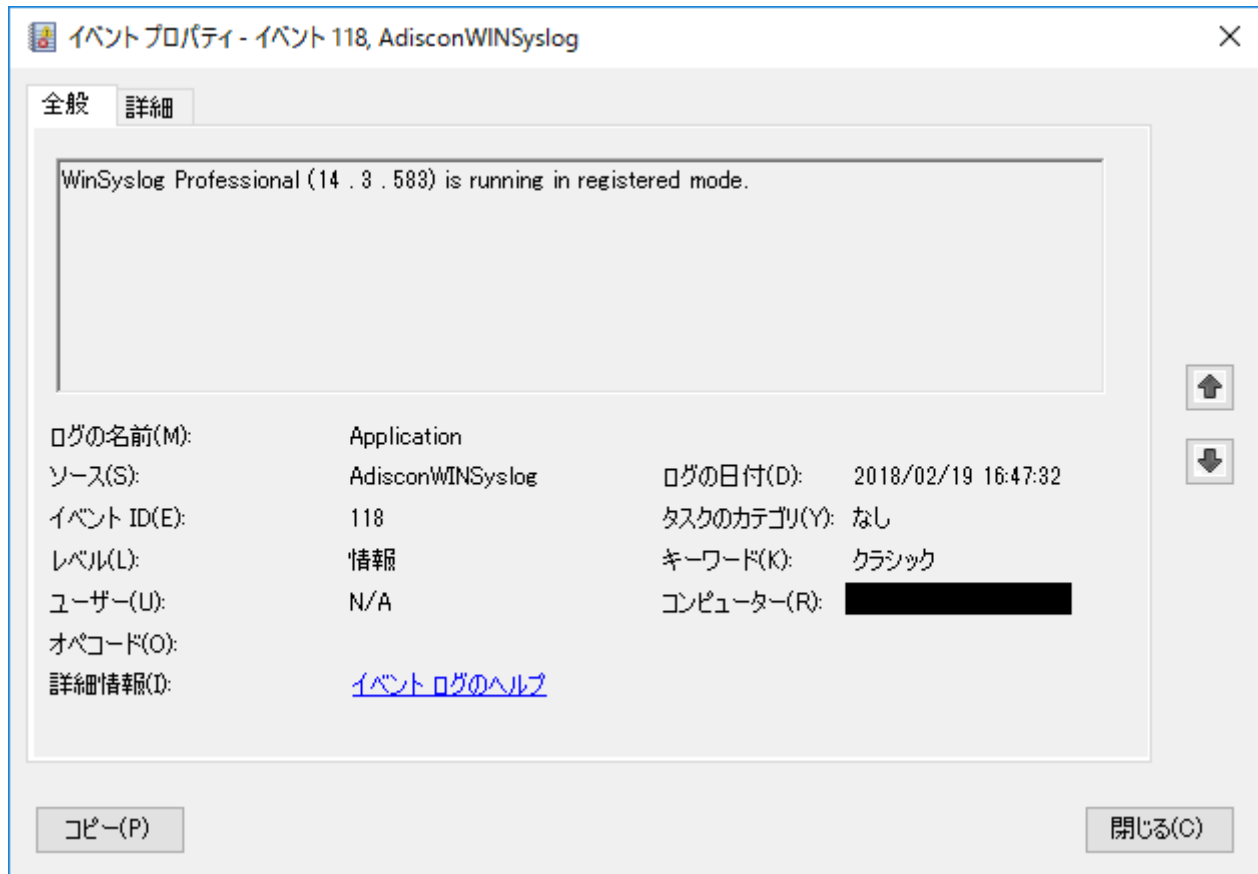 イベント プロパティ - イベント 118, AdisconWINSyslog
全般 詳細
WinSyslog Professional (14 . 3 . 583) is running in registered mode.
ログの名前(M): Application
ソース(S): AdisconWINSyslog ログの日付(D): 2018/02/19 16:47:32
イベント ID(E): 118 タスクのカテゴリ(Y): なし
レベル(L): 情報 キーワード(K): クラシック
ユーザー(U): N/A コンピューター(R):
オペコード(O):
詳細情報(I): イベント ログのヘルプ
コピー(P) 閉じる(C)